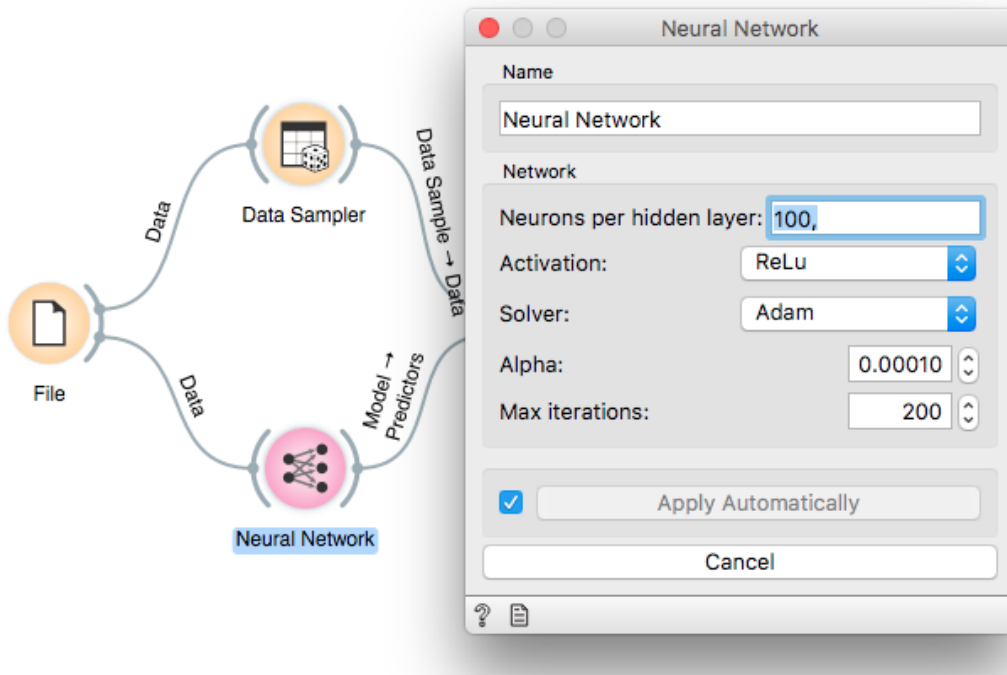 Neural Network
Name
Neural Network
Network
Neurons per hidden layer: 100,
Activation: ReLu
Solver: Adam
Alpha: 0.00010
Max iterations: 200
Apply Automatically
Cancel
?
File
Data
Data Sampler
Data Sample → Data
Data
Neural Network
Model →
Predictors